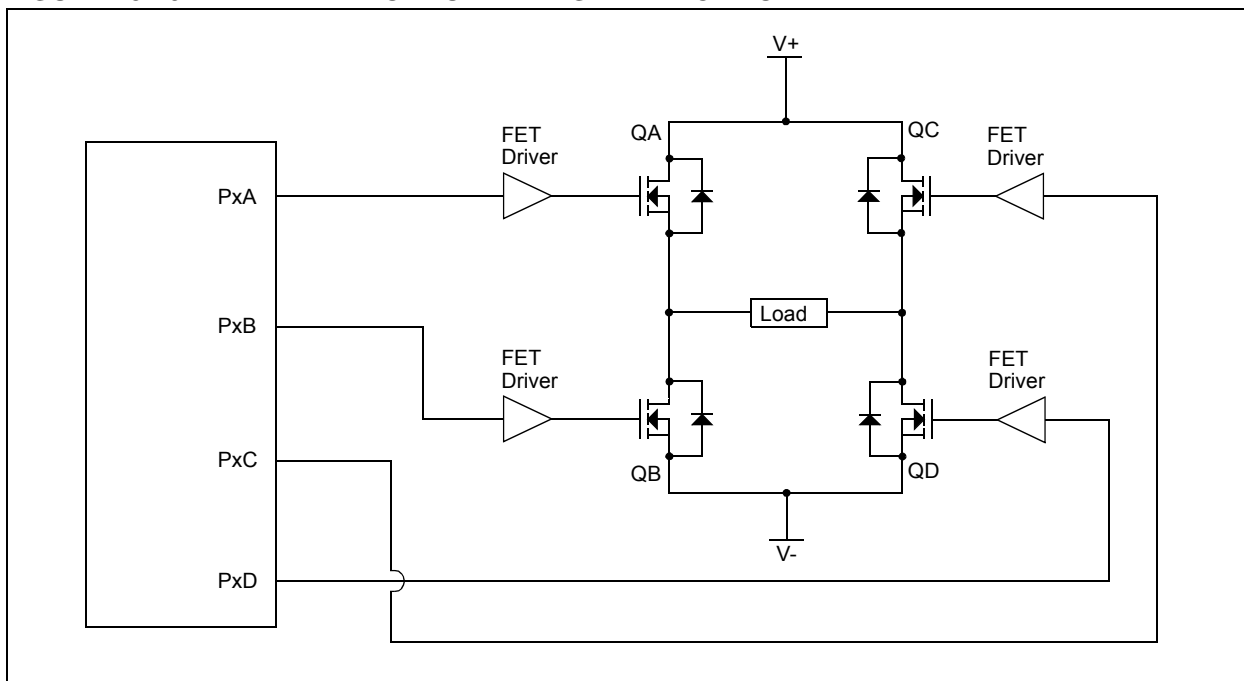 V+
FET
Driver
QA
QC
FET
Driver
PxA
Load
PxB
FET
Driver
FET
Driver
PxC
QB
QD
V-
PxD